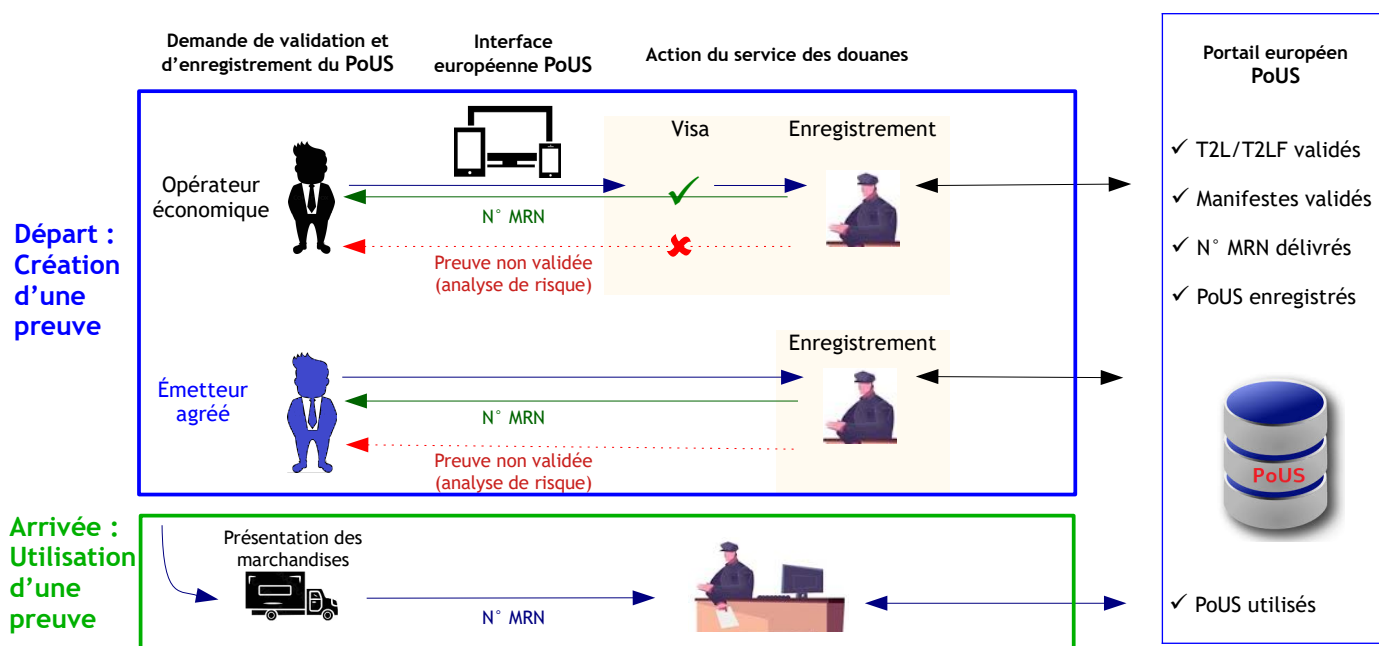 Demande de validation et
d'enregistrement du PoUS
Interface
européenne PoUS
Action du service des douanes
Portail européen
PoUS
Départ :
Création
d'une
preuve
Opérateur
économique
Visa
Enregistrement
N° MRN
Preuve non validée
(analyse de risque)
Émetteur
agréé
Enregistrement
N° MRN
Preuve non validée
(analyse de risque)
✓ T2L/T2LF validés
✓ Manifestes validés
✓ N° MRN délivrés
✓ PoUS enregistrés
PoUS
Arrivée :
Utilisation
d'une
preuve
Présentation des
marchandises
N° MRN
✓ PoUS utilisés